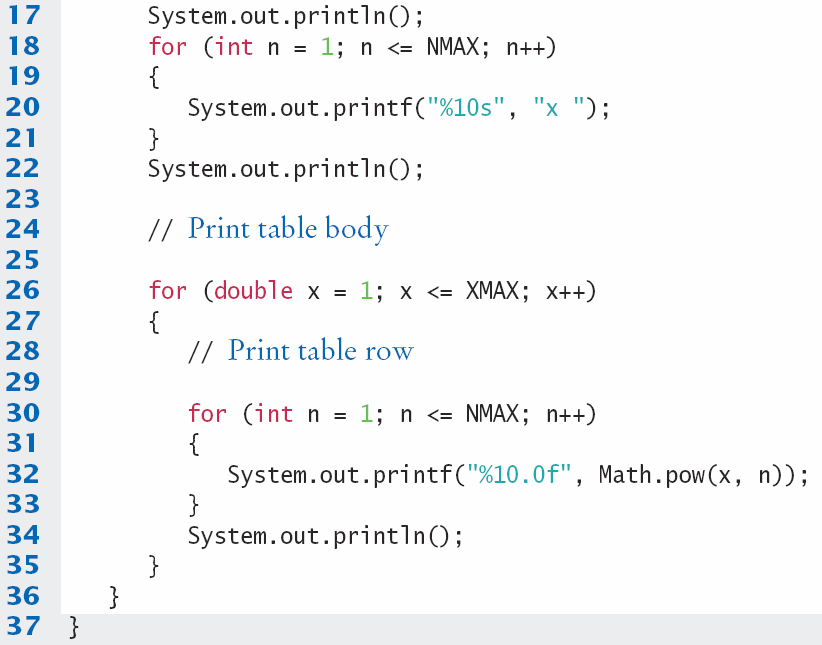 17 System.out.println();
18 for (int n = 1; n <= NMAX; n++)
19 {
20 System.out.printf("%10s", "x ");
21 }
22 System.out.println();
23
24 // Print table body
25
26 for (double x = 1; x <= XMAX; x++)
27 {
28 // Print table row
29
30 for (int n = 1; n <= NMAX; n++)
31 {
32 System.out.printf("%10.0f", Math.pow(x, n));
33 }
34 System.out.println();
35 }
36 }
37 }